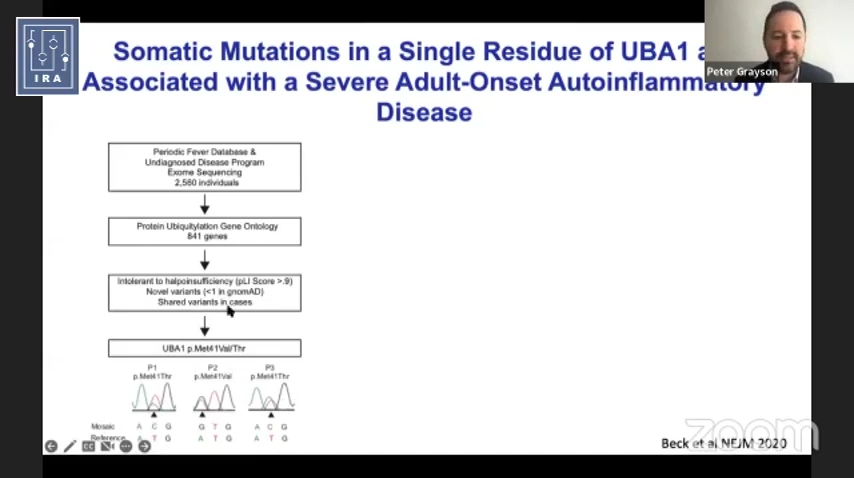 IRA
Somatic Mutations in a Single Residue of UBA1 a
Associated with a Severe Adult-Onset Autoinflammatory
Disease
Peter Grayson
Periodic Fever Database &
Undiagnosed Disease Program
Exome Sequencing
2,560 individuals
Protein Ubiquitylation Gene Ontology
841 genes
Intolerant to halpoinsufficiency (pLI Score >.9)
Novel variants (<1 in gnomAD)
Shared variants in cases
UBA1 p.Met41Val/Thr
P1 P2 P3
p.Met41Thr p.Met41Val p.Met41Thr
Mosaic A C G G T G A C G
Reference A T G A T G A T G
Beck et al NEJM 2020
zoom
CC